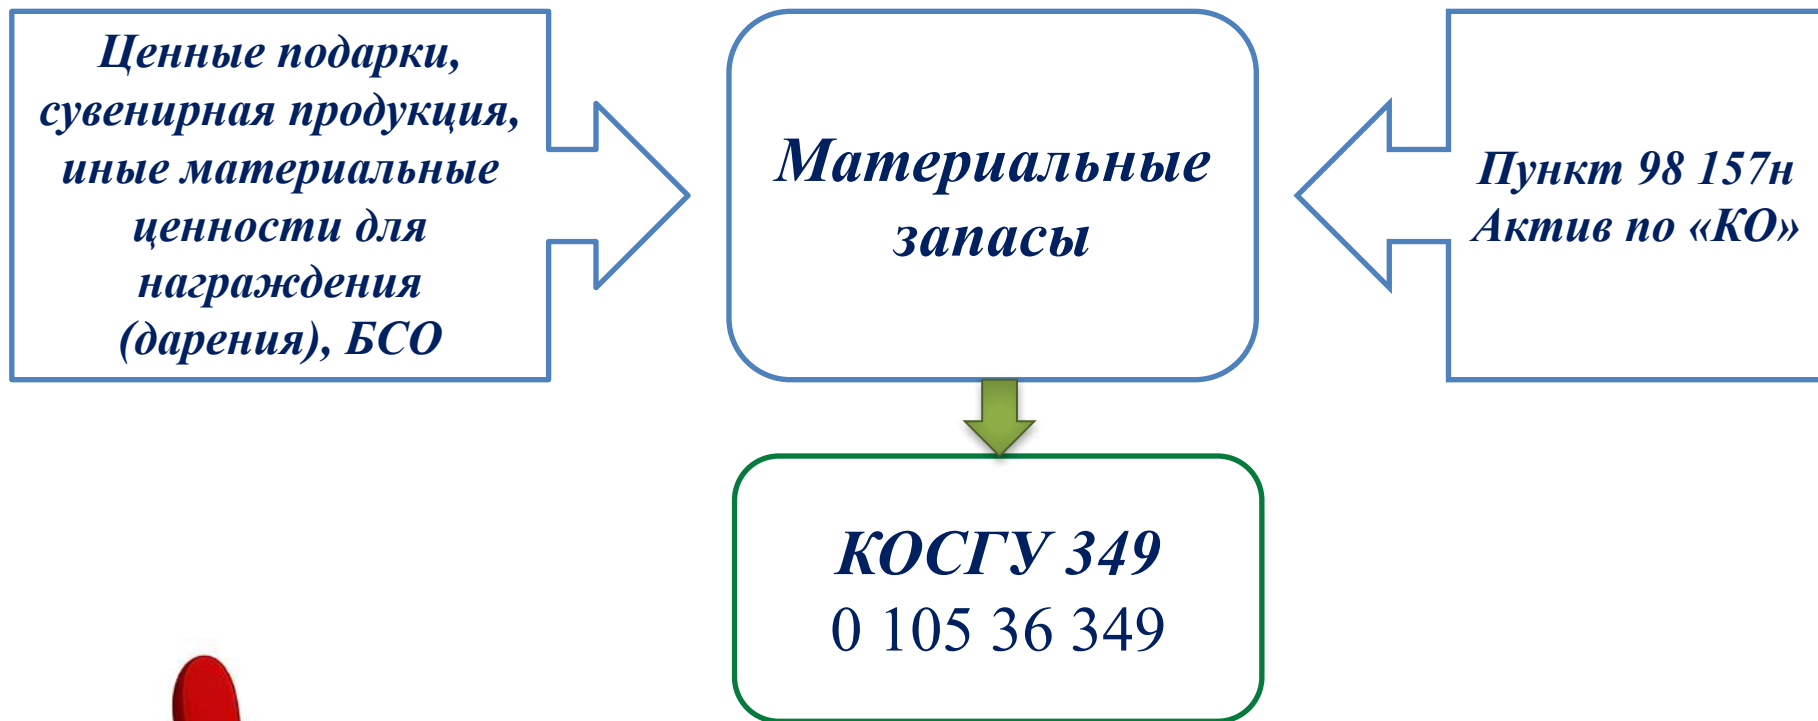 Ценные подарки,
сувенирная продукция,
иные материальные
ценности для
награждения
(дарения), БСО
Материальные
запасы
Пункт 98 157н
Актив по «КО»
КОСГУ 349
0 105 36 349